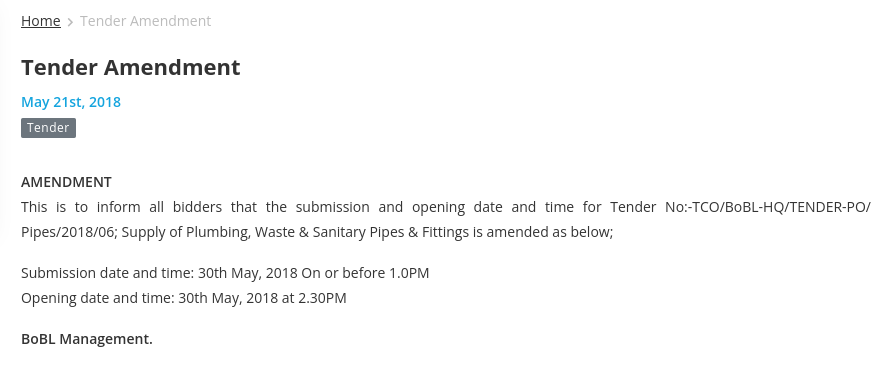 Home > Tender Amendment
Tender Amendment
May 21st, 2018
Tender
AMENDMENT
This is to inform all bidders that the submission and opening date and time for Tender No:-TCO/BoBL-HQ/TENDER-PO/
Pipes/2018/06; Supply of Plumbing, Waste & Sanitary Pipes & Fittings is amended as below;
Submission date and time: 30th May, 2018 On or before 1.0PM
Opening date and time: 30th May, 2018 at 2.30PM
BoBL Management.